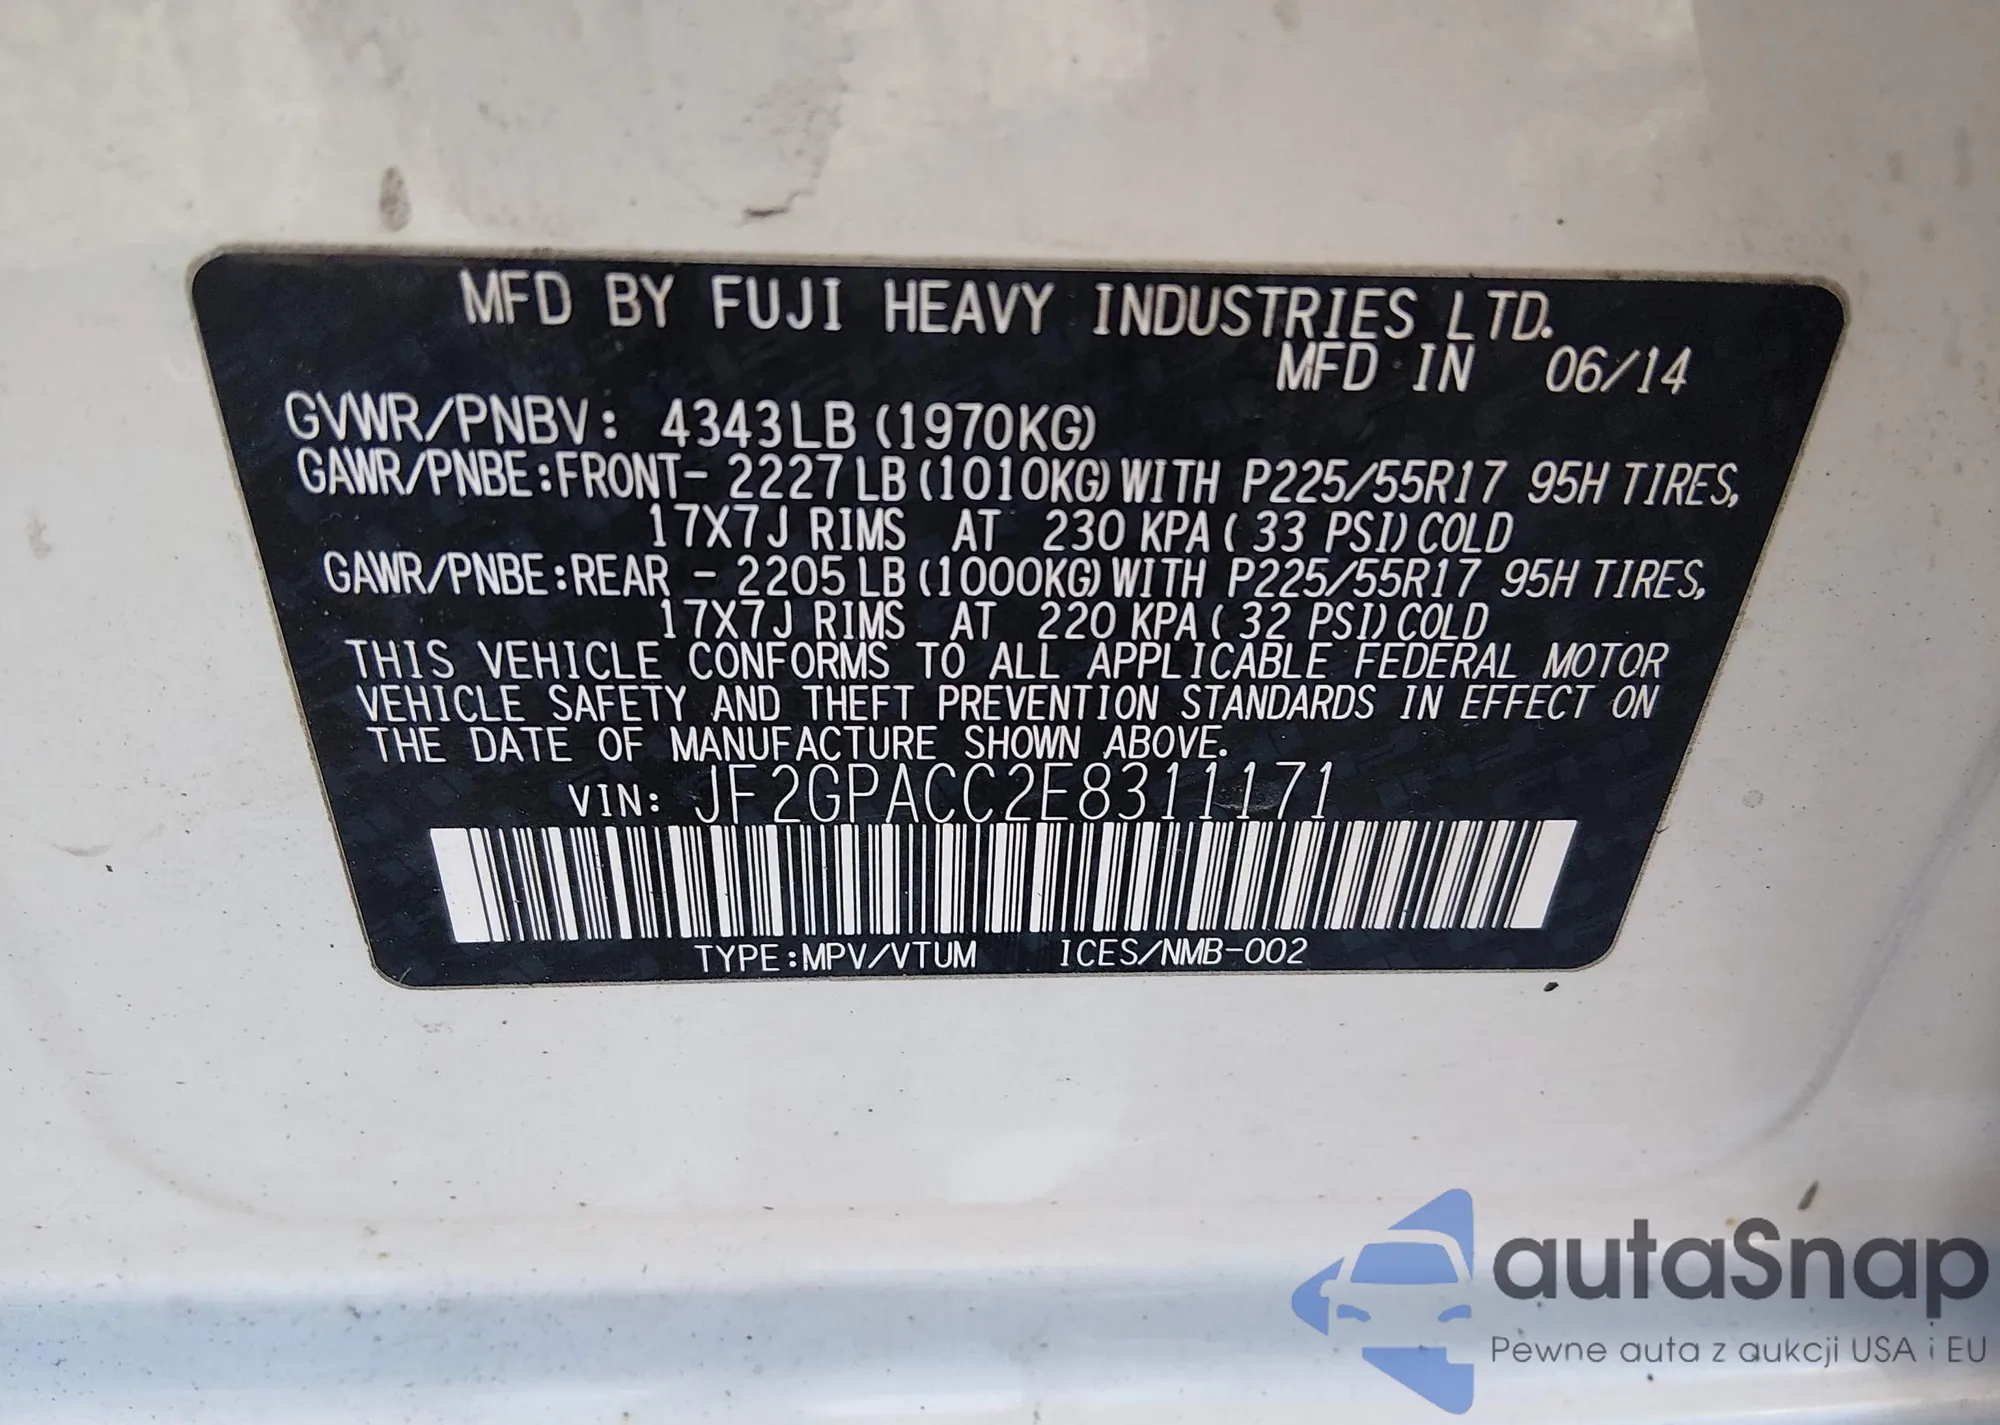 MFD BY FUJI HEAVY INDUSTRIES LTD.
MFD IN 06/14
GVWR/PNBV: 4343LB (1970KG)
GAWR/PNBE:FRONT- 2227LB (1010KG) WITH P225/55R17 95H TIRES,
17X7J RIMS AT 230 KPA ( 33 PSI) COLD
GAWR/PNBE:REAR - 2205LB (1000KG) WITH P225/55R17 95H TIRES,
17X7J RIMS AT 220 KPA ( 32 PSI) COLD
THIS VEHICLE CONFORMS TO ALL APPLICABLE FEDERAL MOTOR
VEHICLE SAFETY AND THEFT PREVENTION STANDARDS IN EFFECT ON
THE DATE OF MANUFACTURE SHOWN ABOVE.
VIN: JF2GPACC2E8311171
TYPE:MPV/VTUM ICES/NMB-002
autaSnap
Pewne auta z aukcji USA i EU